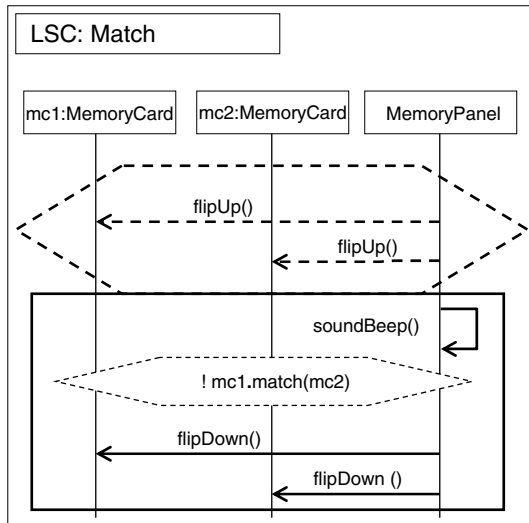 LSC: Match
mc1:MemoryCard mc2:MemoryCard MemoryPanel
flipUp()
flipUp()
soundBeep()
! mc1.match(mc2)
flipDown()
flipDown ()